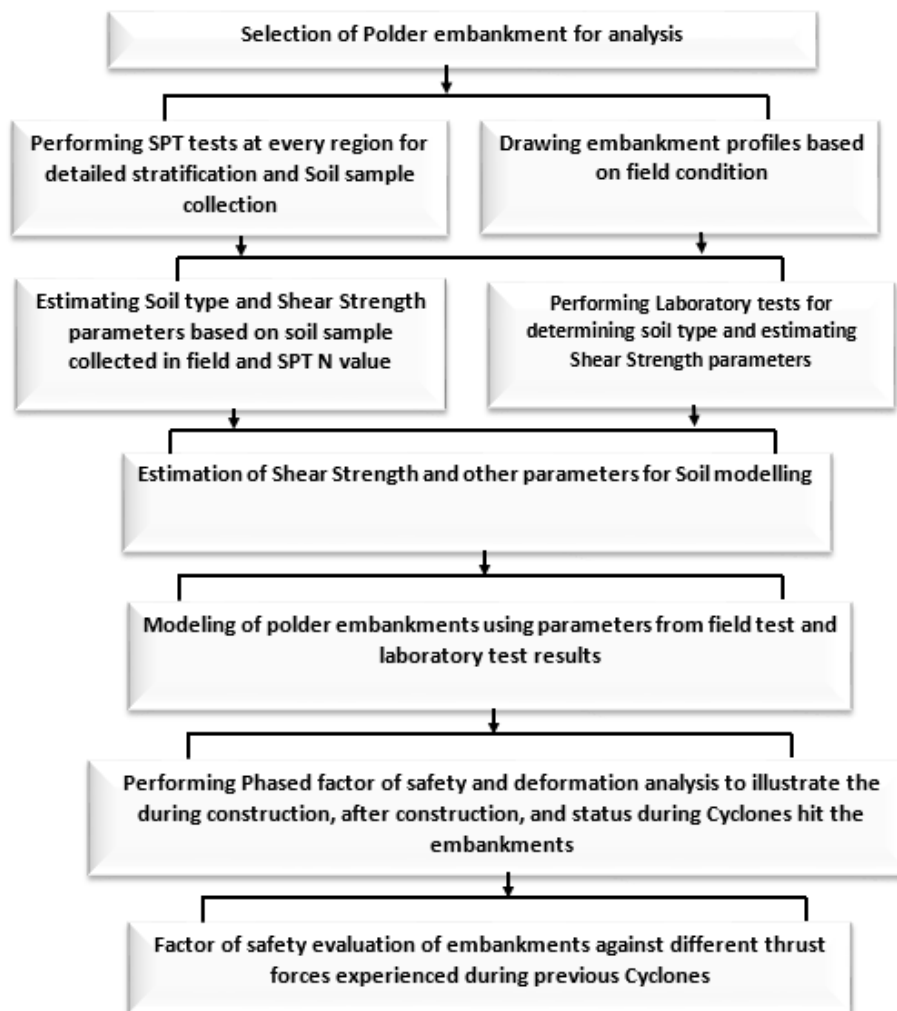 Selection of Polder embankment for analysis
Performing SPT tests at every region for
detailed stratification and Soil sample
collection
Drawing embankment profiles based
on field condition
Estimating Soil type and Shear Strength
parameters based on soil sample
collected in field and SPT N value
Performing Laboratory tests for
determining soil type and estimating
Shear Strength parameters
Estimation of Shear Strength and other parameters for Soil modelling
Modeling of polder embankments using parameters from field test and
laboratory test results
Performing Phased factor of safety and deformation analysis to illustrate the
during construction, after construction, and status during Cyclones hit the
embankments
Factor of safety evaluation of embankments against different thrust
forces experienced during previous Cyclones